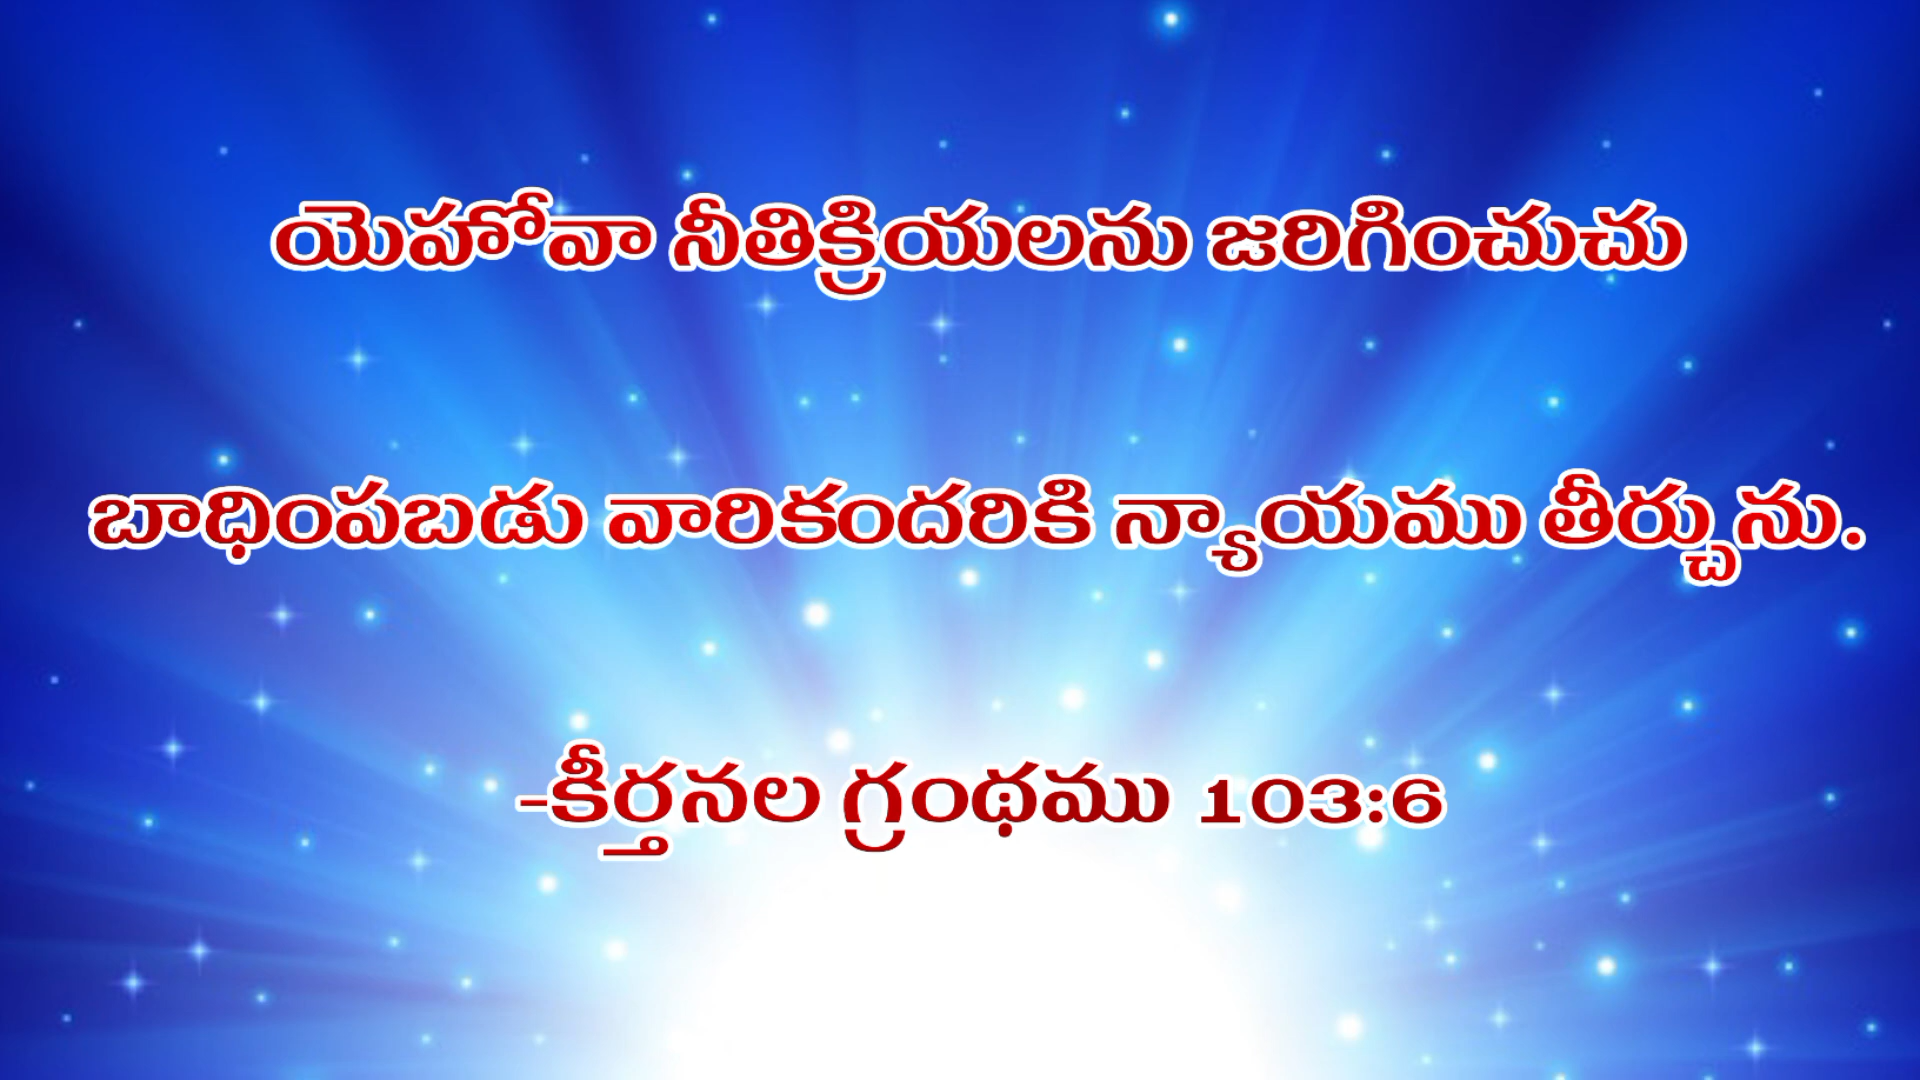 యెహోవా నీతిక్రియలను జరిగించుచు
బాధింపబడు వారికందరికి న్యాయము తీర్చును.
-కీర్తనల గ్రంథము 103:6